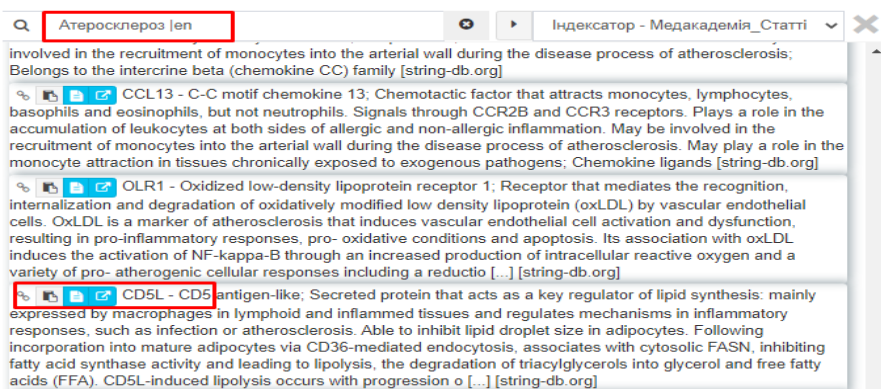 Атеросклероз |en
Індексатор - Медакадемія_Статті
involved in the recruitment of monocytes into the arterial wall during the disease process of atherosclerosis;
Belongs to the intercrine beta (chemokine CC) family [string-db.org]
CCL13 - C-C motif chemokine 13; Chemotactic factor that attracts monocytes, lymphocytes,
basophils and eosinophils, but not neutrophils. Signals through CCR2B and CCR3 receptors. Plays a role in the
accumulation of leukocytes at both sides of allergic and non-allergic inflammation. May be involved in the
recruitment of monocytes into the arterial wall during the disease process of atherosclerosis. May play a role in the
monocyte attraction in tissues chronically exposed to exogenous pathogens; Chemokine ligands [string-db.org]
OLR1 - Oxidized low-density lipoprotein receptor 1; Receptor that mediates the recognition,
internalization and degradation of oxidatively modified low density lipoprotein (oxLDL) by vascular endothelial
cells. OxLDL is a marker of atherosclerosis that induces vascular endothelial cell activation and dysfunction,
resulting in pro-inflammatory responses, pro- oxidative conditions and apoptosis. Its association with oxLDL
induces the activation of NF-kappa-B through an increased production of intracellular reactive oxygen and a
variety of pro- atherogenic cellular responses including a reductio [...] [string-db.org]
CD5L - CD5 antigen-like; Secreted protein that acts as a key regulator of lipid synthesis: mainly
expressed by macrophages in lymphoid and inflammed tissues and regulates mechanisms in inflammatory
responses, such as infection or atherosclerosis. Able to inhibit lipid droplet size in adipocytes. Following
incorporation into mature adipocytes via CD36-mediated endocytosis, associates with cytosolic FASN, inhibiting
fatty acid synthase activity and leading to lipolysis, the degradation of triacylglycerols into glycerol and free fatty
acids (FFA). CD5L-induced lipolysis occurs with progression o [...] [string-db.org]